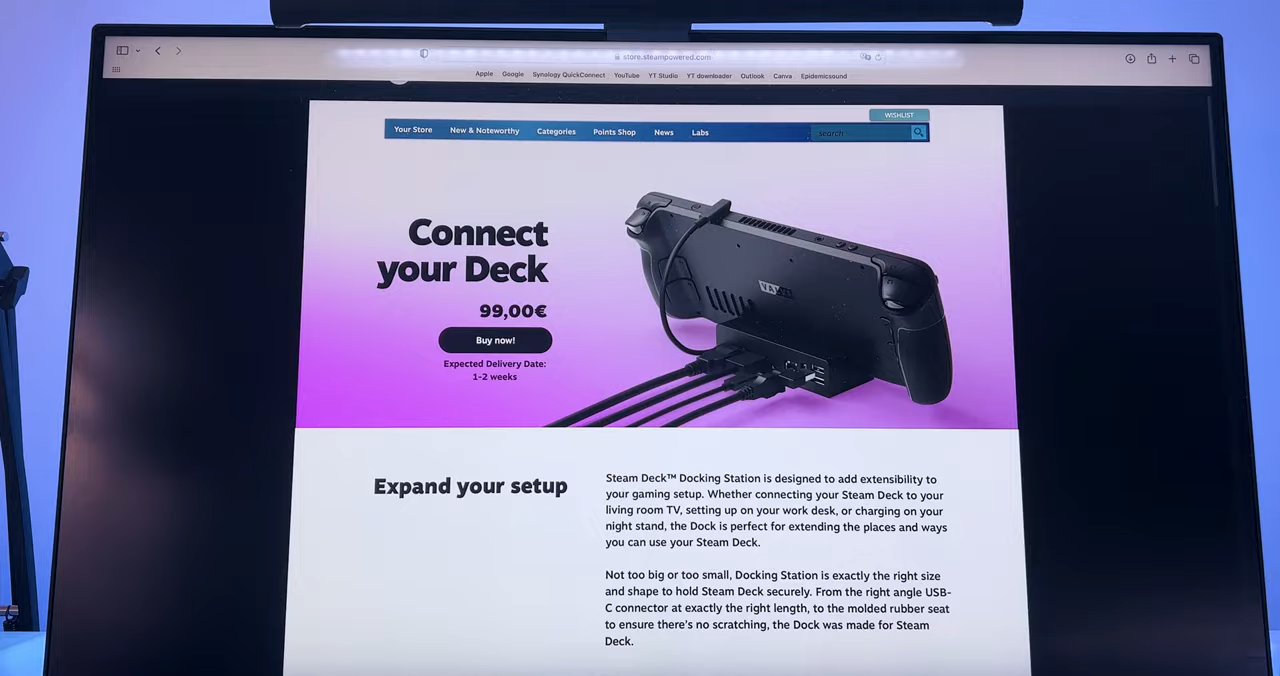 store.steampowered.com
Apple Google Synology QuickConnect YouTube YT Studio YT downloader Outlook Canva Epidemicsound
WISHLIST
Your Store New & Noteworthy Categories Points Shop News Labs search
Connect
your Deck
99,00€
Buy now!
Expected Delivery Date:
1-2 weeks
VALVE
Expand your setup
Steam Deck™ Docking Station is designed to add extensibility to
your gaming setup. Whether connecting your Steam Deck to your
living room TV, setting up on your work desk, or charging on your
night stand, the Dock is perfect for extending the places and ways
you can use your Steam Deck.
Not too big or too small, Docking Station is exactly the right size
and shape to hold Steam Deck securely. From the right angle USB-
C connector at exactly the right length, to the molded rubber seat
to ensure there's no scratching, the Dock was made for Steam
Deck.